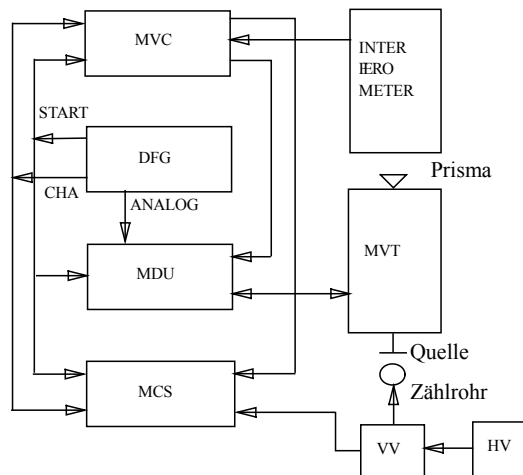 MVC
INTER
FERO
METER
START
DFG
Prisma
CHA
ANALOG
MVT
MDU
Quelle
Zählrohr
MCS
VV
HV